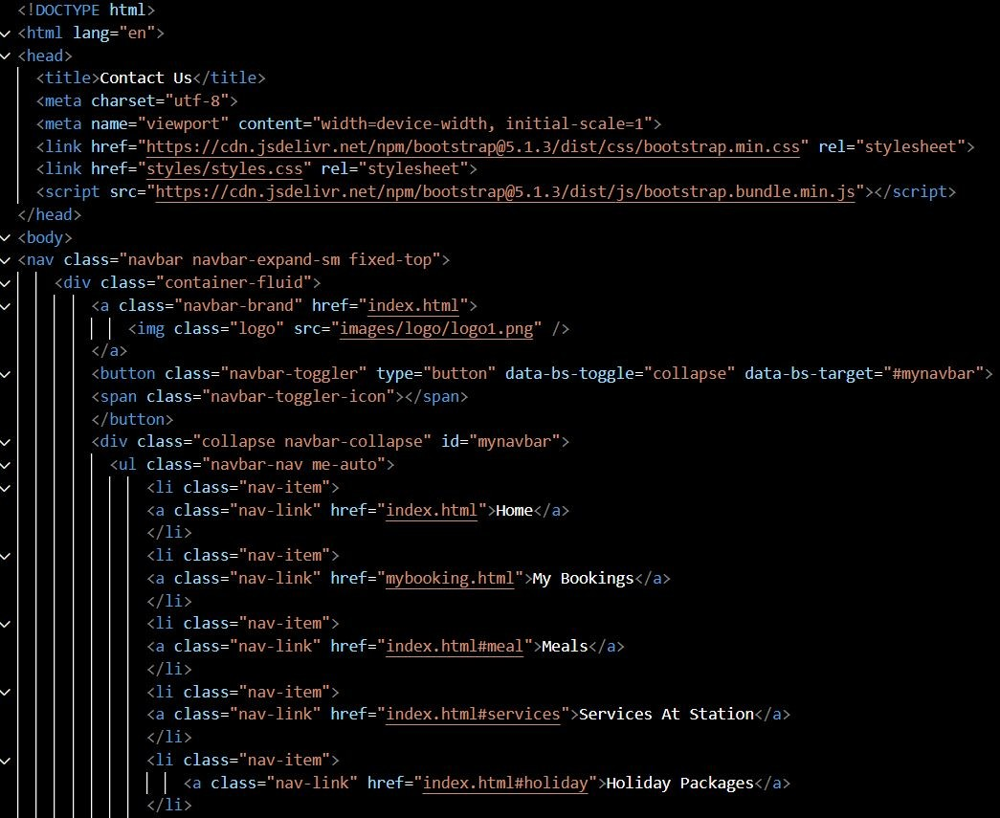 <!DOCTYPE html>
<html lang="en">
<head>
<title>Contact Us</title>
<meta charset="utf-8">
<meta name="viewport" content="width=device-width, initial-scale=1">
<link href="https://cdn.jsdelivr.net/npm/bootstrap@5.1.3/dist/css/bootstrap.min.css" rel="stylesheet">
<link href="styles/styles.css" rel="stylesheet">
<script src="https://cdn.jsdelivr.net/npm/bootstrap@5.1.3/dist/js/bootstrap.bundle.min.js"></script>
</head>
<body>
<nav class="navbar navbar-expand-sm fixed-top">
<div class="container-fluid">
<a class="navbar-brand" href="index.html">
<img class="logo" src="images/logo/logo1.png" />
</a>
<button class="navbar-toggler" type="button" data-bs-toggle="collapse" data-bs-target="#mynavbar">
<span class="navbar-toggler-icon"></span>
</button>
<div class="collapse navbar-collapse" id="mynavbar">
<ul class="navbar-nav me-auto">
<li class="nav-item">
<a class="nav-link" href="index.html">Home</a>
</li>
<li class="nav-item">
<a class="nav-link" href="mybooking.html">My Bookings</a>
</li>
<li class="nav-item">
<a class="nav-link" href="index.html#meal">Meals</a>
</li>
<li class="nav-item">
<a class="nav-link" href="index.html#services">Services At Station</a>
</li>
<li class="nav-item">
<a class="nav-link" href="index.html#holiday">Holiday Packages</a>
</li>